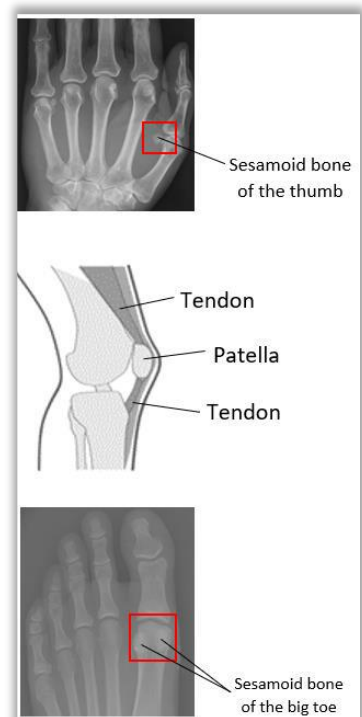 Sesamoid bone
of the thumb
Tendon
Patella
Tendon
Sesamoid bone
of the big toe